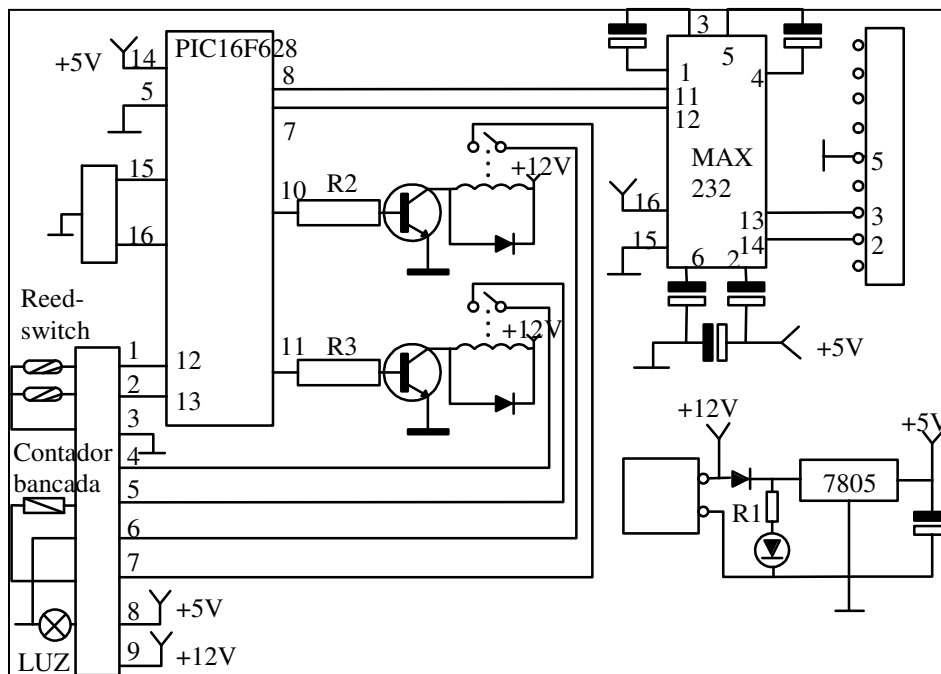 PIC16F628
+5V
14
5
15
16
8
7
10
R2
+12V
11
R3
+12V
12
13
3
5
1
4
11
12
MAX
232
16
15
13
14
6
2
+5V
5
3
2
Reed-
switch
1
2
3
Contador
bancada
4
5
6
7
8
+5V
9
+12V
LUZ
+12V
+5V
7805
R1